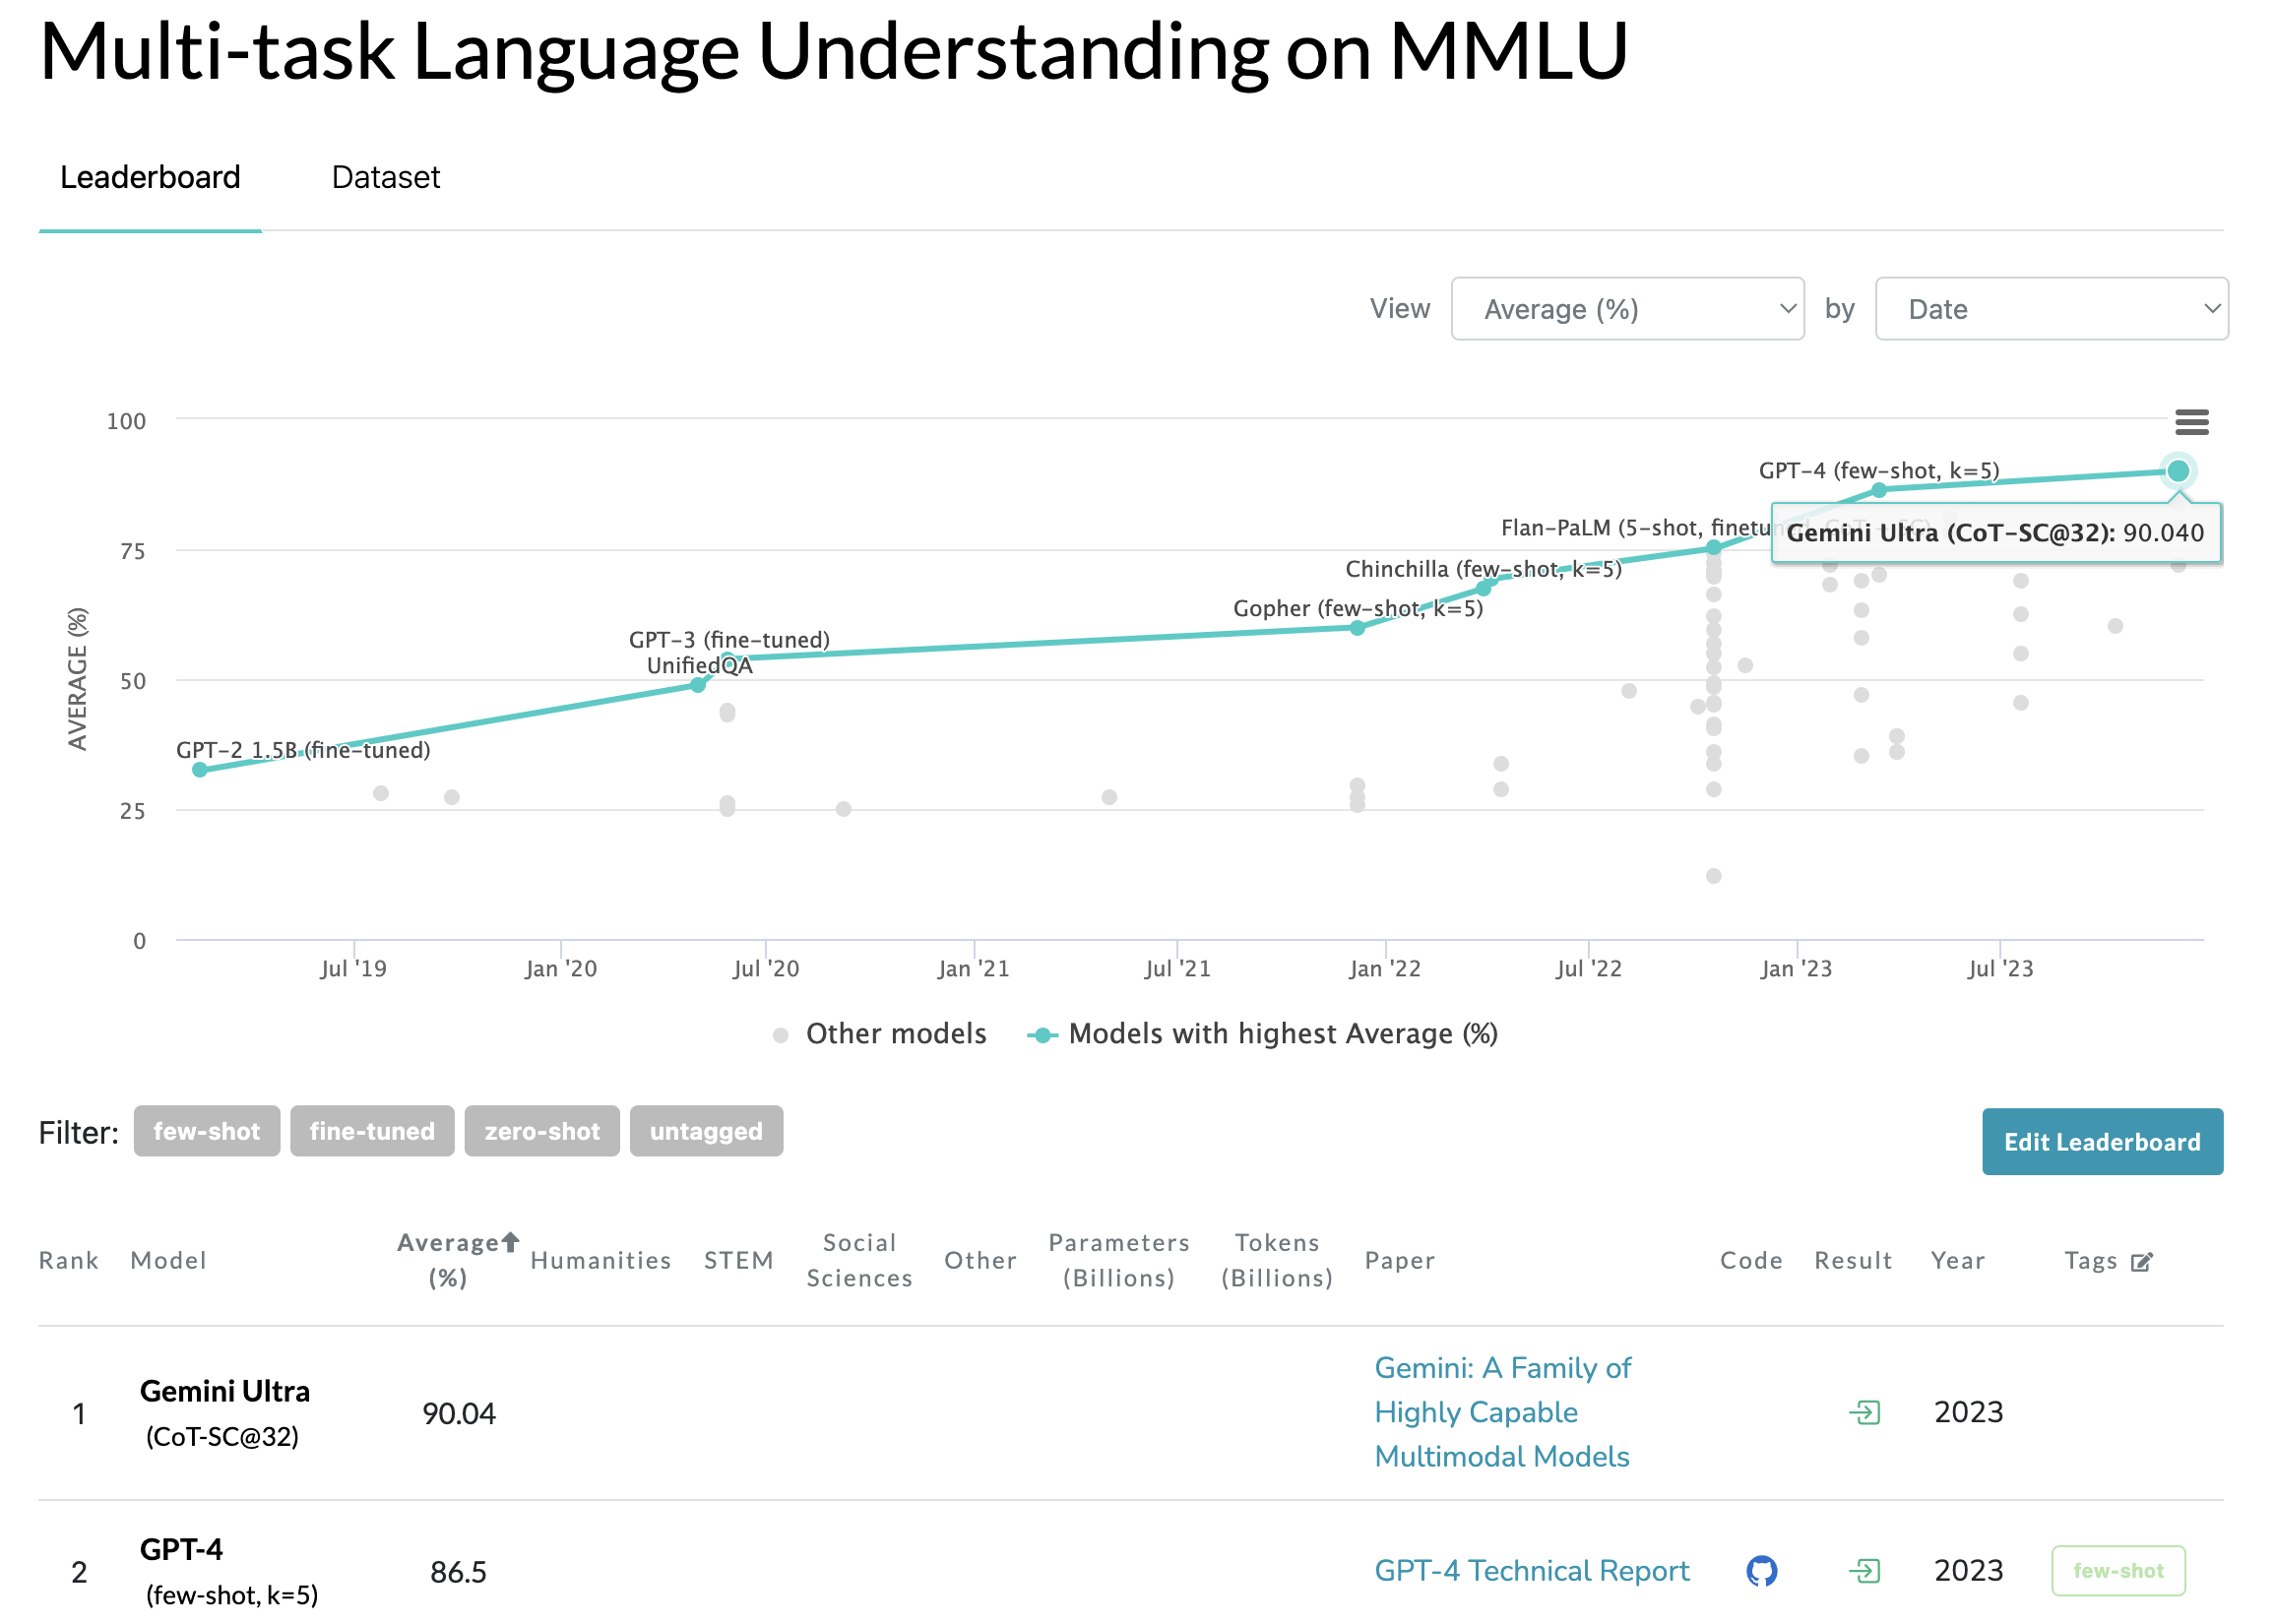 Multi-task Language Understanding on MMLU
Leaderboard Dataset
View Average (%) by Date
100
75
50
25
0
AVERAGE (%)
GPT-4 (few-shot, k=5)
Flan-PaLM (5-shot, finetuned, CoT + SC)
Gemini Ultra (CoT-SC@32): 90.040
Chinchilla (few-shot, k=5)
Gopher (few-shot, k=5)
GPT-3 (fine-tuned)
UnifiedQA
GPT-2 1.5B (fine-tuned)
Jul '19 Jan '20 Jul '20 Jan '21 Jul '21 Jan '22 Jul '22 Jan '23 Jul '23
Other models Models with highest Average (%)
Filter: few-shot fine-tuned zero-shot untagged
Edit Leaderboard
Rank Model Average (%) Humanities STEM Social Sciences Other Parameters (Billions) Tokens (Billions) Paper Code Result Year Tags
1 Gemini Ultra 90.04 Gemini: A Family of Highly Capable Multimodal Models 2023
(CoT-SC@32)
2 GPT-4 86.5 GPT-4 Technical Report 2023 few-shot
(few-shot, k=5)